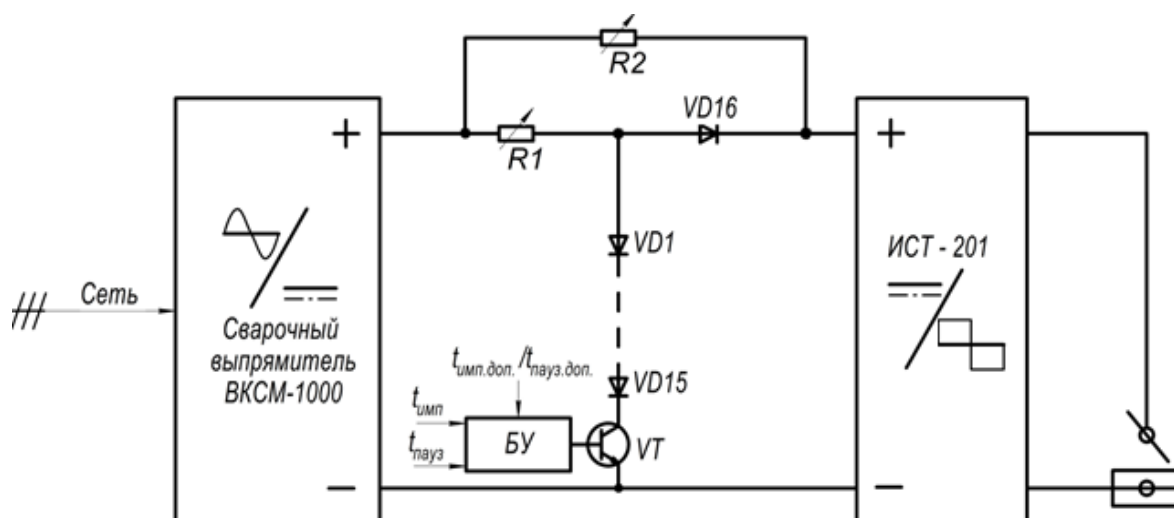 R2
VD16
+
R1
+
VD1
ИСТ - 201
Сеть
Сварочный
выпрямитель
ВКСМ-1000
tимп.доп. /tпауз.доп.
VD15
tимп
tпауз
БУ
VT
−
−